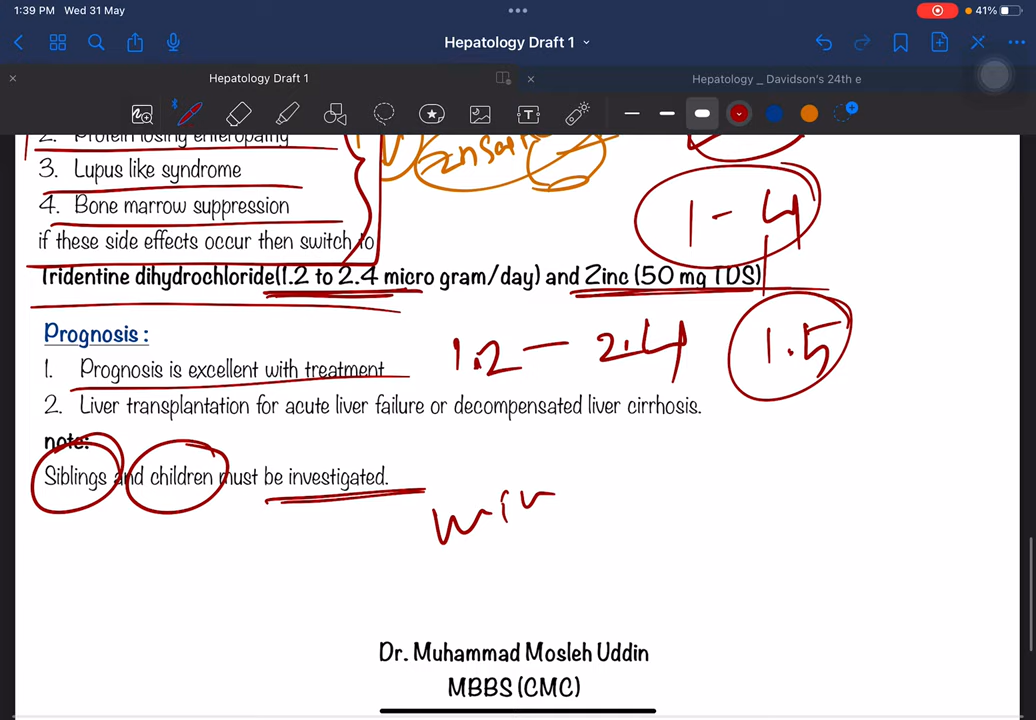 1:39 PM Wed 31 May
41%
Hepatology Draft 1
Hepatology Draft 1
Hepatology _ Davidson's 24th e
2. Protein losing enteropathy
3. Lupus like syndrome
4. Bone marrow suppression
1 - 4
if these side effects occur then switch to
Tridentine dihydrochloride(1.2 to 2.4 micro gram/day) and Zinc (50 mg TDS)
Prognosis :
1.2 - 2.4
1.5
1. Prognosis is excellent with treatment
2. Liver transplantation for acute liver failure or decompensated liver cirrhosis.
note:
Siblings and children must be investigated.
Dr. Muhammad Mosleh Uddin
MBBS (CMC)